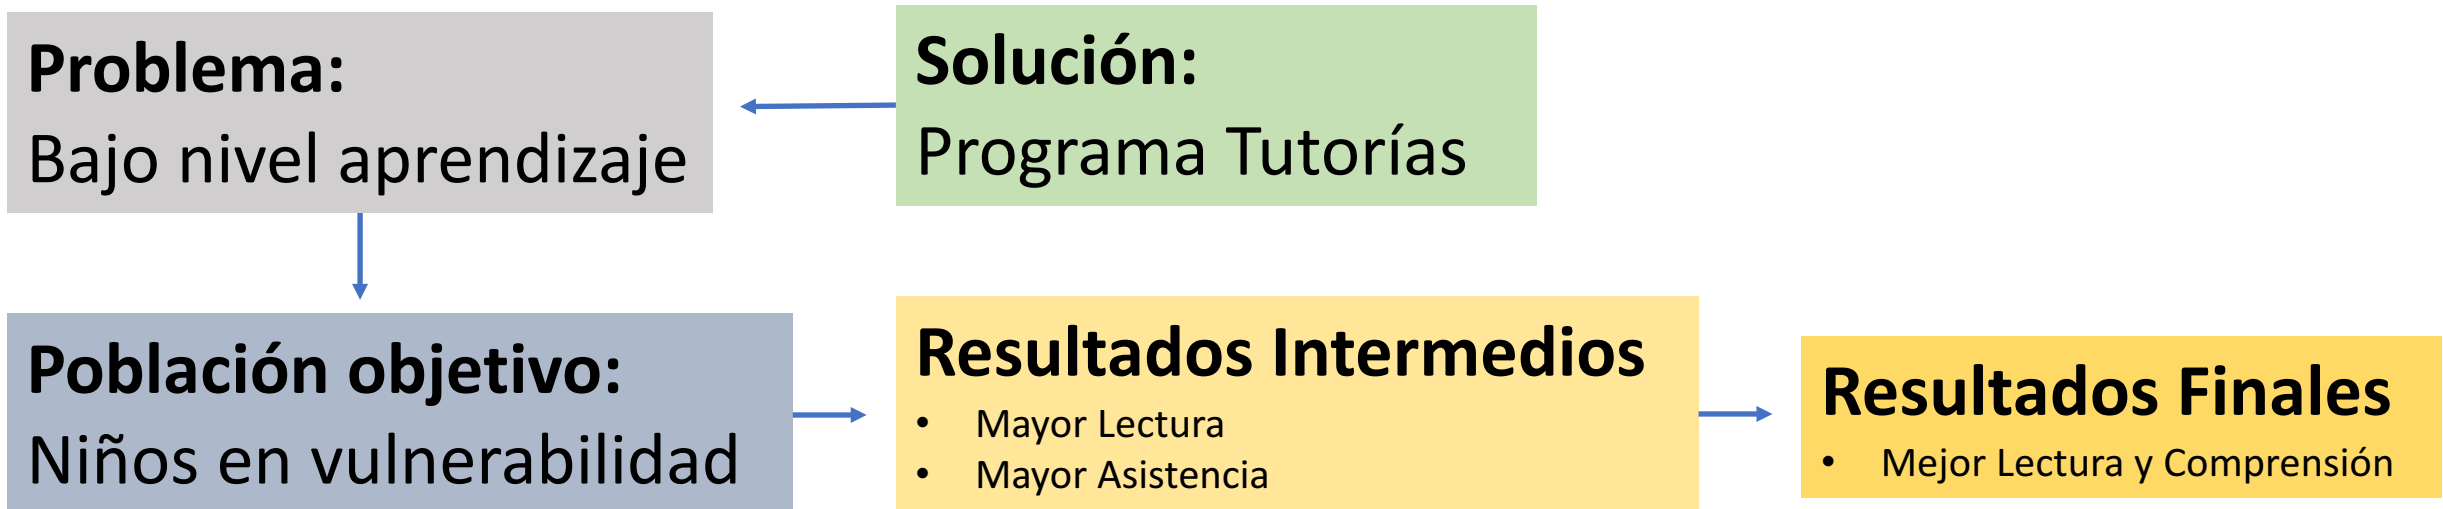 Problema:
Bajo nivel aprendizaje
Solución:
Programa Tutorías
Población objetivo:
Niños en vulnerabilidad
Resultados Intermedios
• Mayor Lectura
• Mayor Asistencia
Resultados Finales
• Mejor Lectura y Comprensión